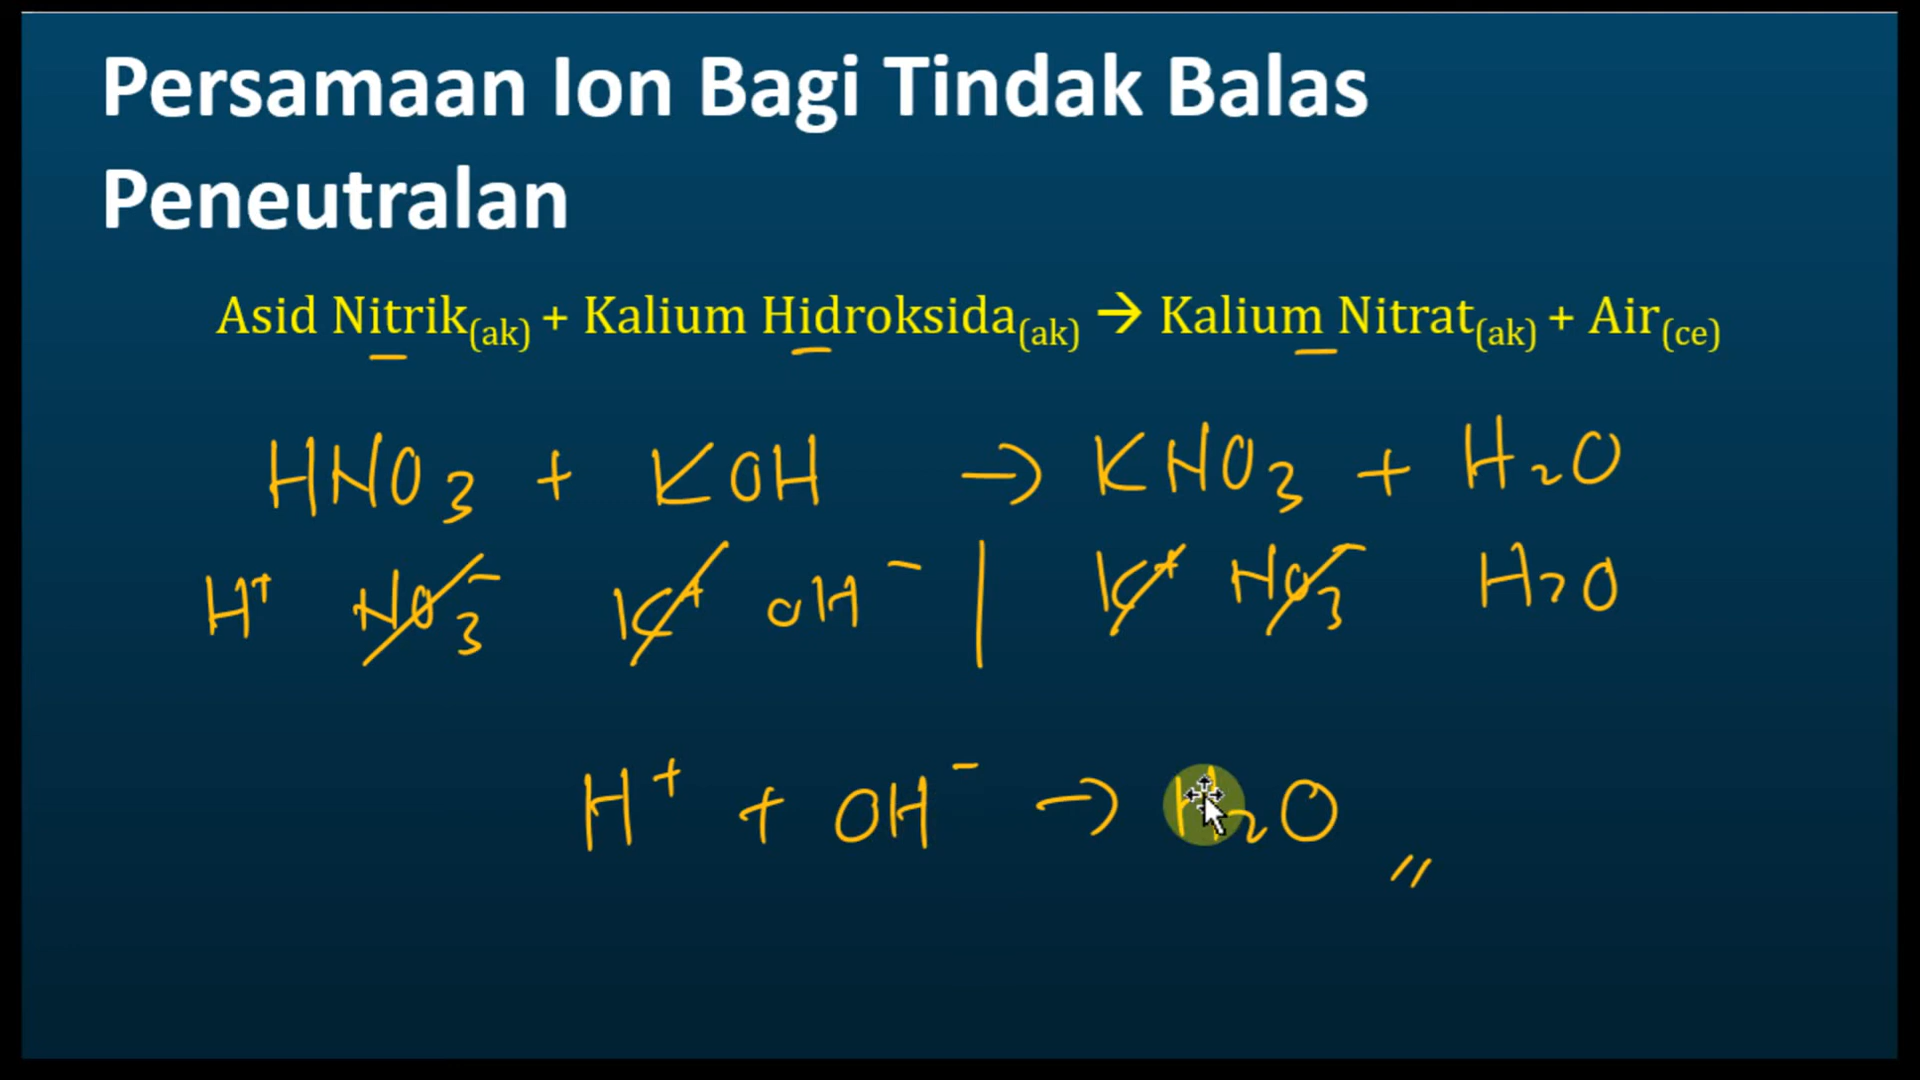 Persamaan Ion Bagi Tindak Balas
Peneutralan
Asid Nitrik(ak) + Kalium Hidroksida(ak) → Kalium Nitrat(ak) + Air(ce)
HNO₃ + KOH → KNO₃ + H₂O
H⁺ NO₃⁻ K⁺ OH⁻ | K⁺ NO₃⁻ H₂O
H⁺ + OH⁻ → H₂O //